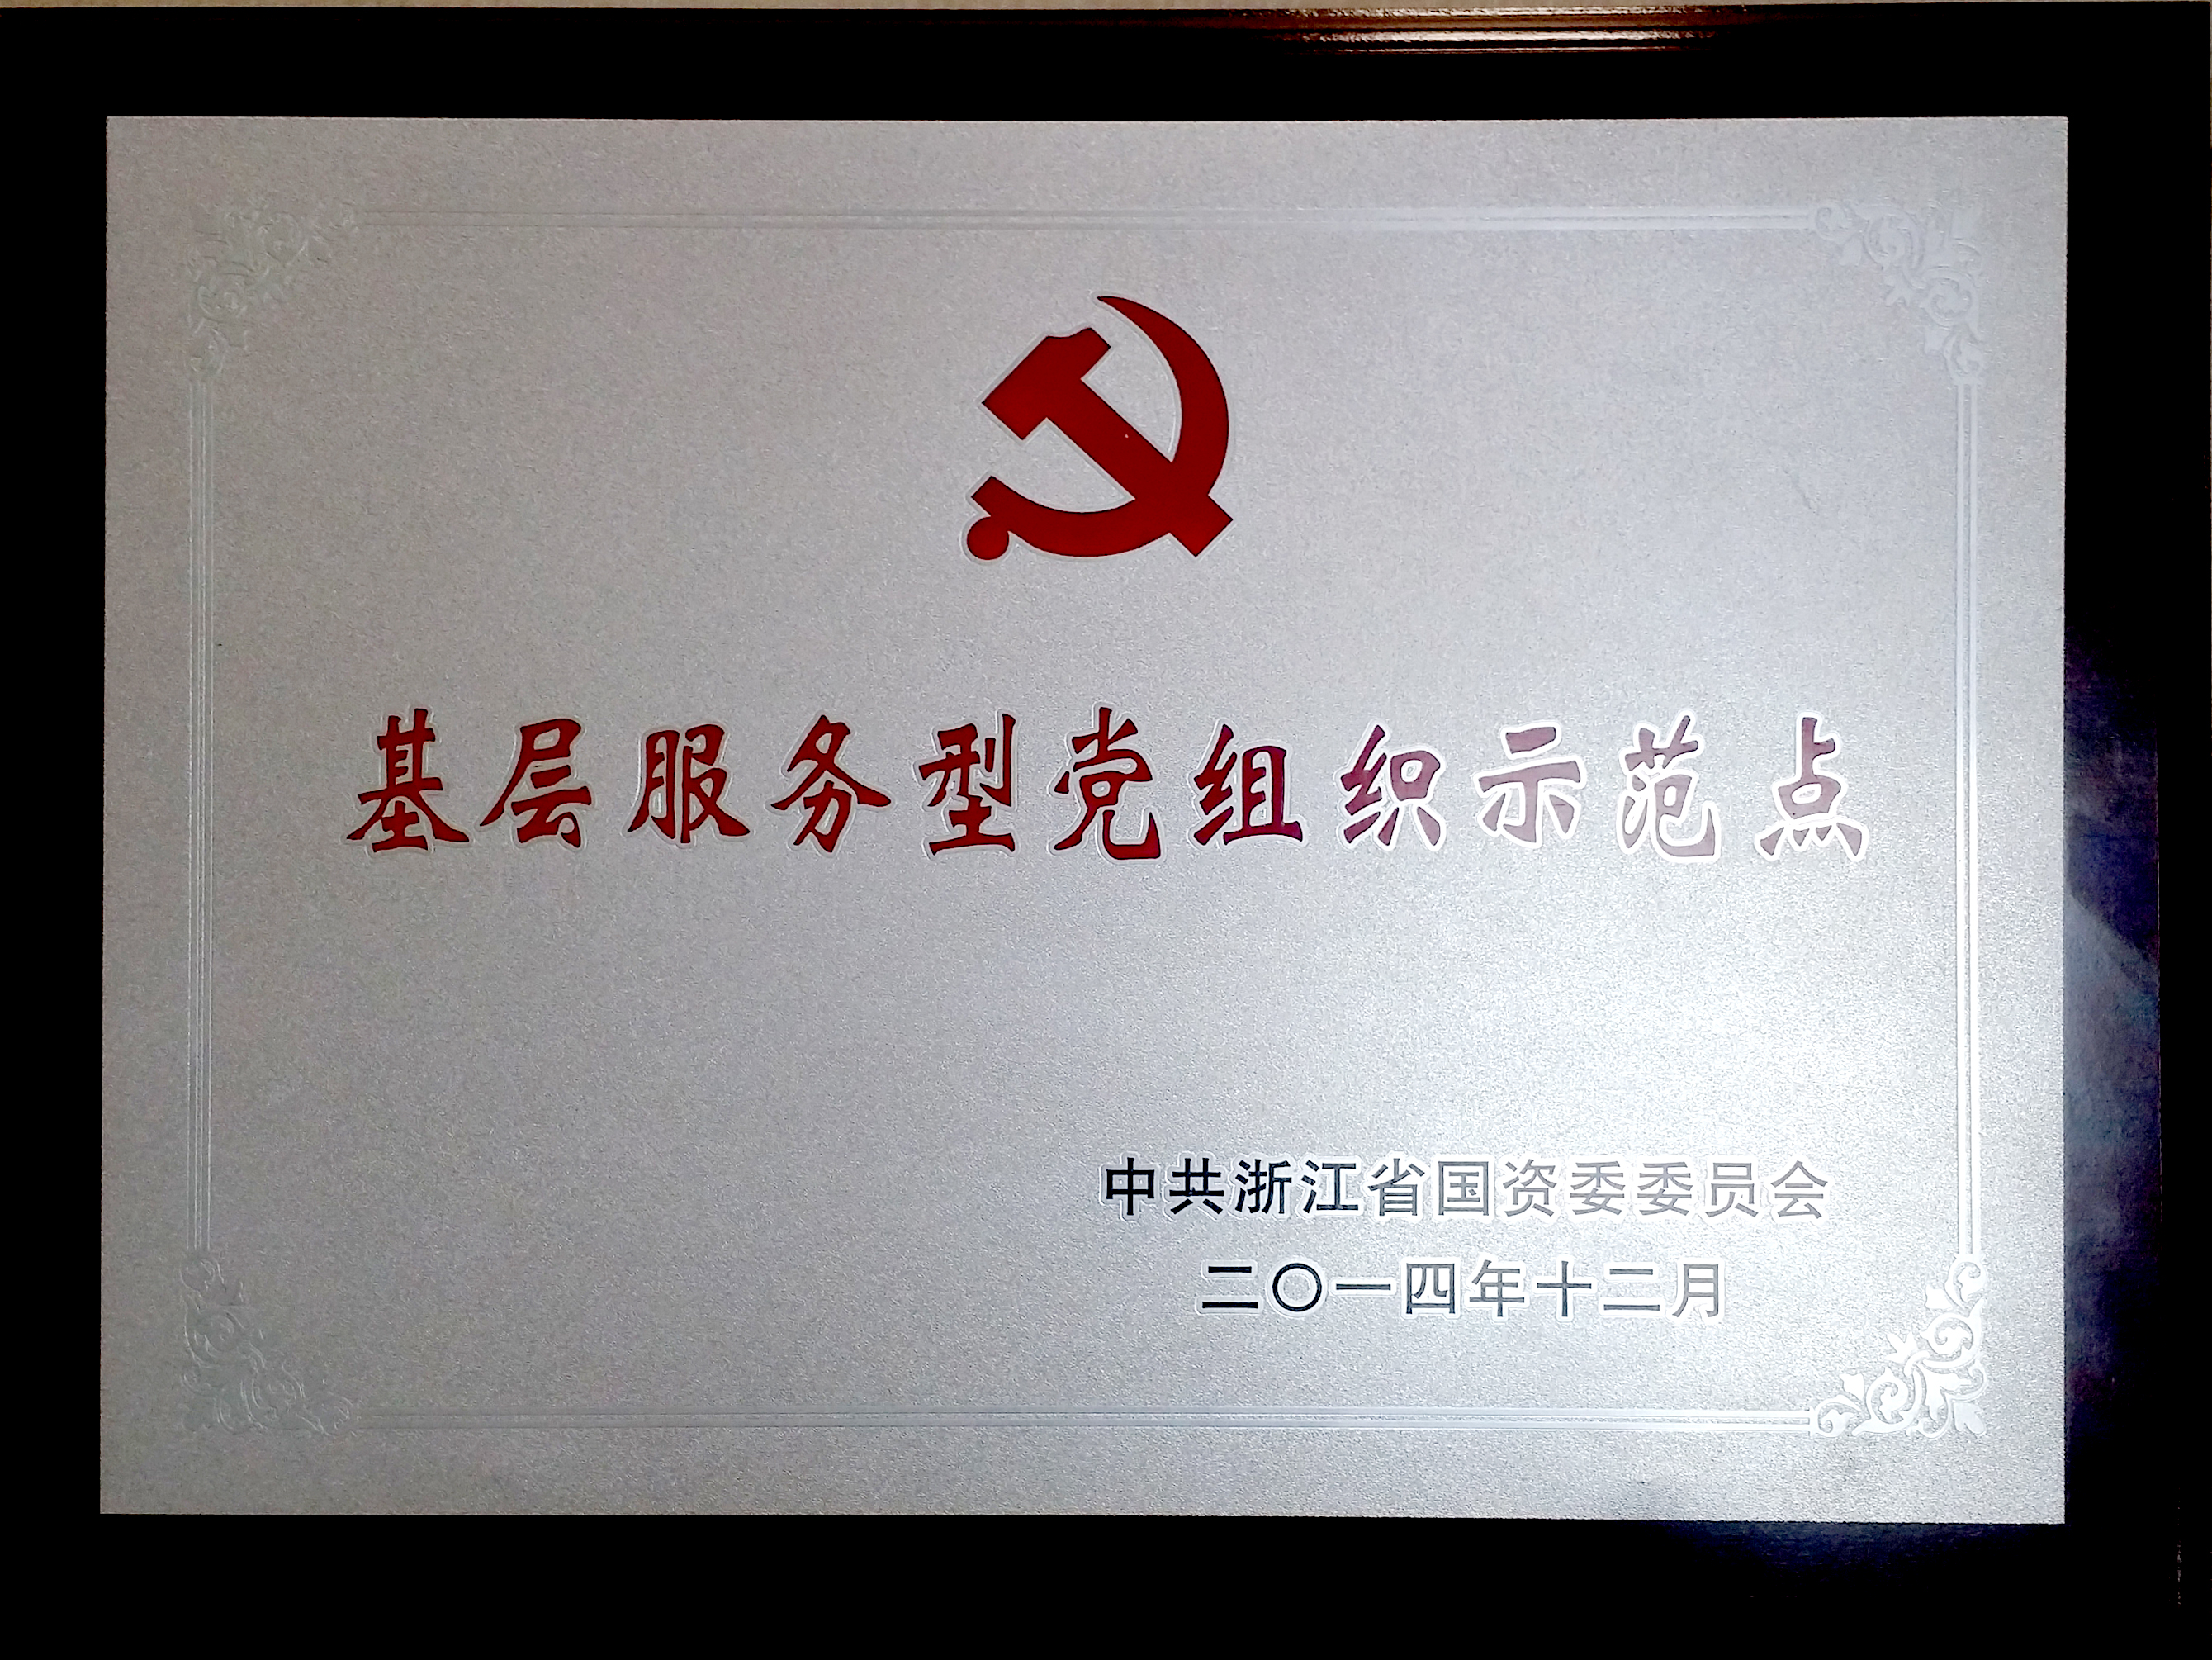 基层服务型党组织示范点
中共浙江省国资委委员会
二〇一四年十二月